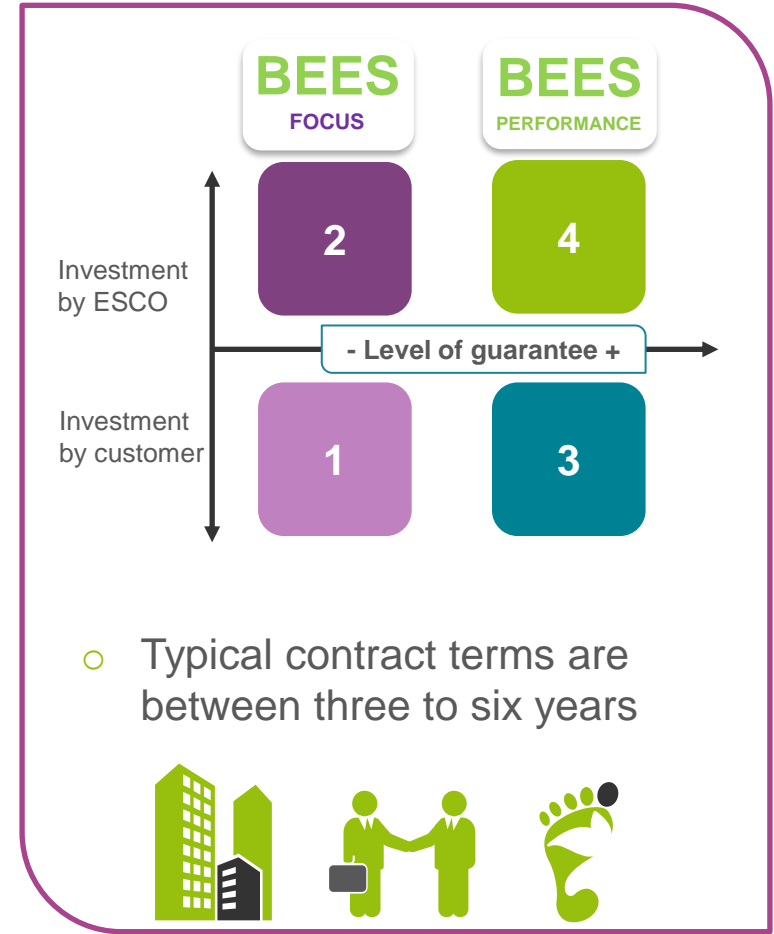 BEES
FOCUS
BEES
PERFORMANCE
2
4
Investment
by ESCO
- Level of guarantee +
Investment
by customer
1
3
Typical contract terms are
between three to six years